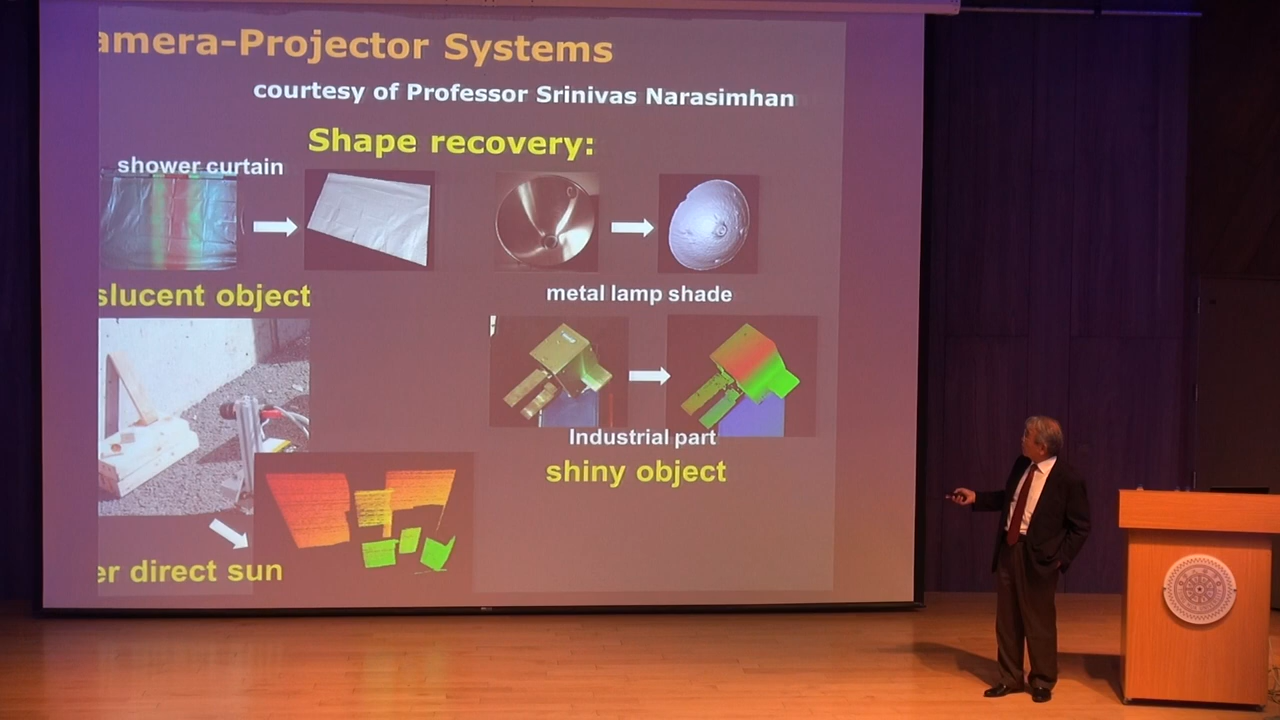 amera-Projector Systems
courtesy of Professor Srinivas Narasimhan
Shape recovery:
shower curtain
slucent object
metal lamp shade
Industrial part
shiny object
er direct sun